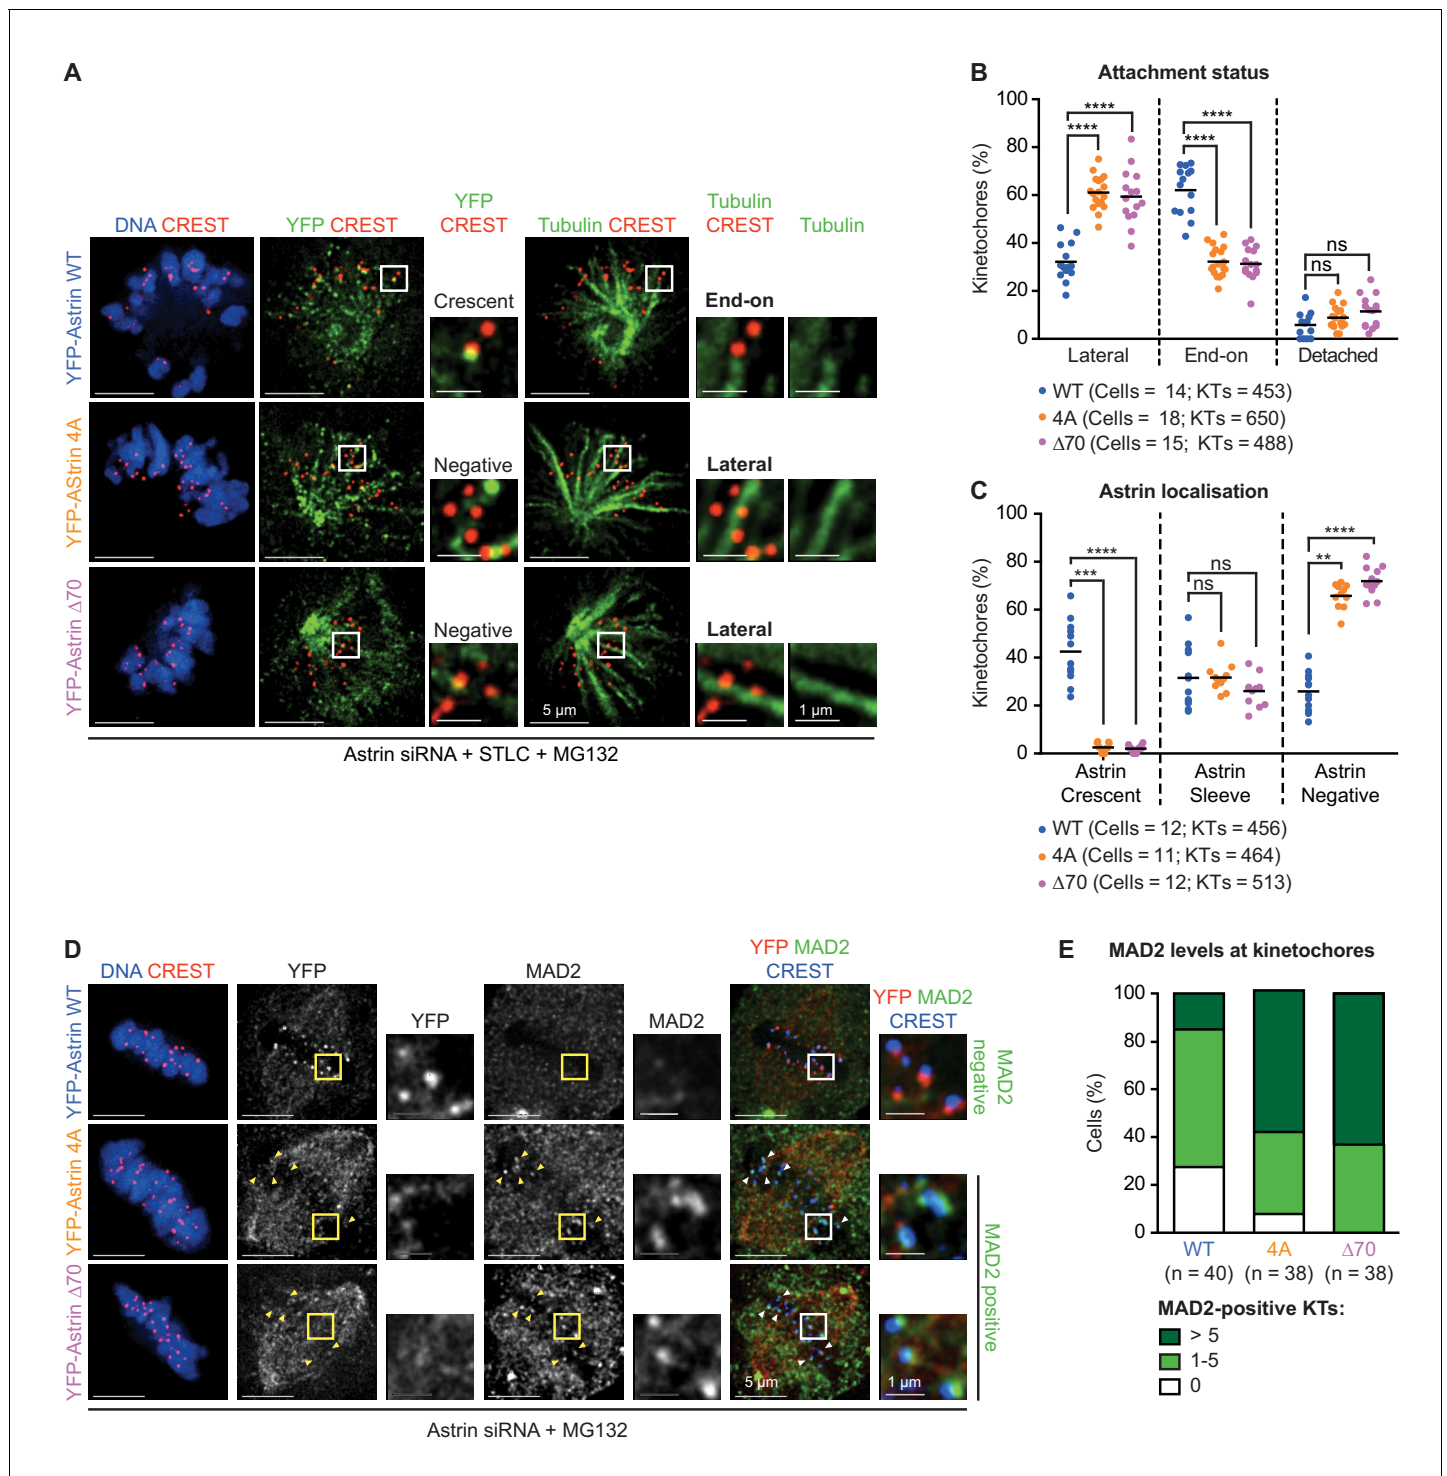 A
DNA CREST
YFP CREST
YFP
CREST
Tubulin CREST
Tubulin
CREST
Tubulin
YFP-Astrin WT
Crescent
End-on
YFP-AStrin 4A
Negative
Lateral
YFP-Astrin Δ70
Negative
Lateral
5 µm
1 µm
Astrin siRNA + STLC + MG132
B
Attachment status
Kinetochores (%)
100
80
60
40
20
0
****
****
****
****
ns
ns
Lateral
End-on
Detached
WT (Cells = 14; KTs = 453)
4A (Cells = 18; KTs = 650)
Δ70 (Cells = 15; KTs = 488)
C
Astrin localisation
Kinetochores (%)
100
80
60
40
20
0
****
***
ns
ns
****
**
Astrin
Crescent
Astrin
Sleeve
Astrin
Negative
WT (Cells = 12; KTs = 456)
4A (Cells = 11; KTs = 464)
Δ70 (Cells = 12; KTs = 513)
D
DNA CREST
YFP
YFP
MAD2
MAD2
YFP MAD2
CREST
YFP MAD2
CREST
YFP-Astrin WT
MAD2
negative
YFP-Astrin 4A
YFP-Astrin Δ70
MAD2 positive
5 µm
1 µm
Astrin siRNA + MG132
E
MAD2 levels at kinetochores
Cells (%)
100
80
60
40
20
0
WT
4A
Δ70
(n = 40)
(n = 38)
(n = 38)
MAD2-positive KTs:
> 5
1-5
0